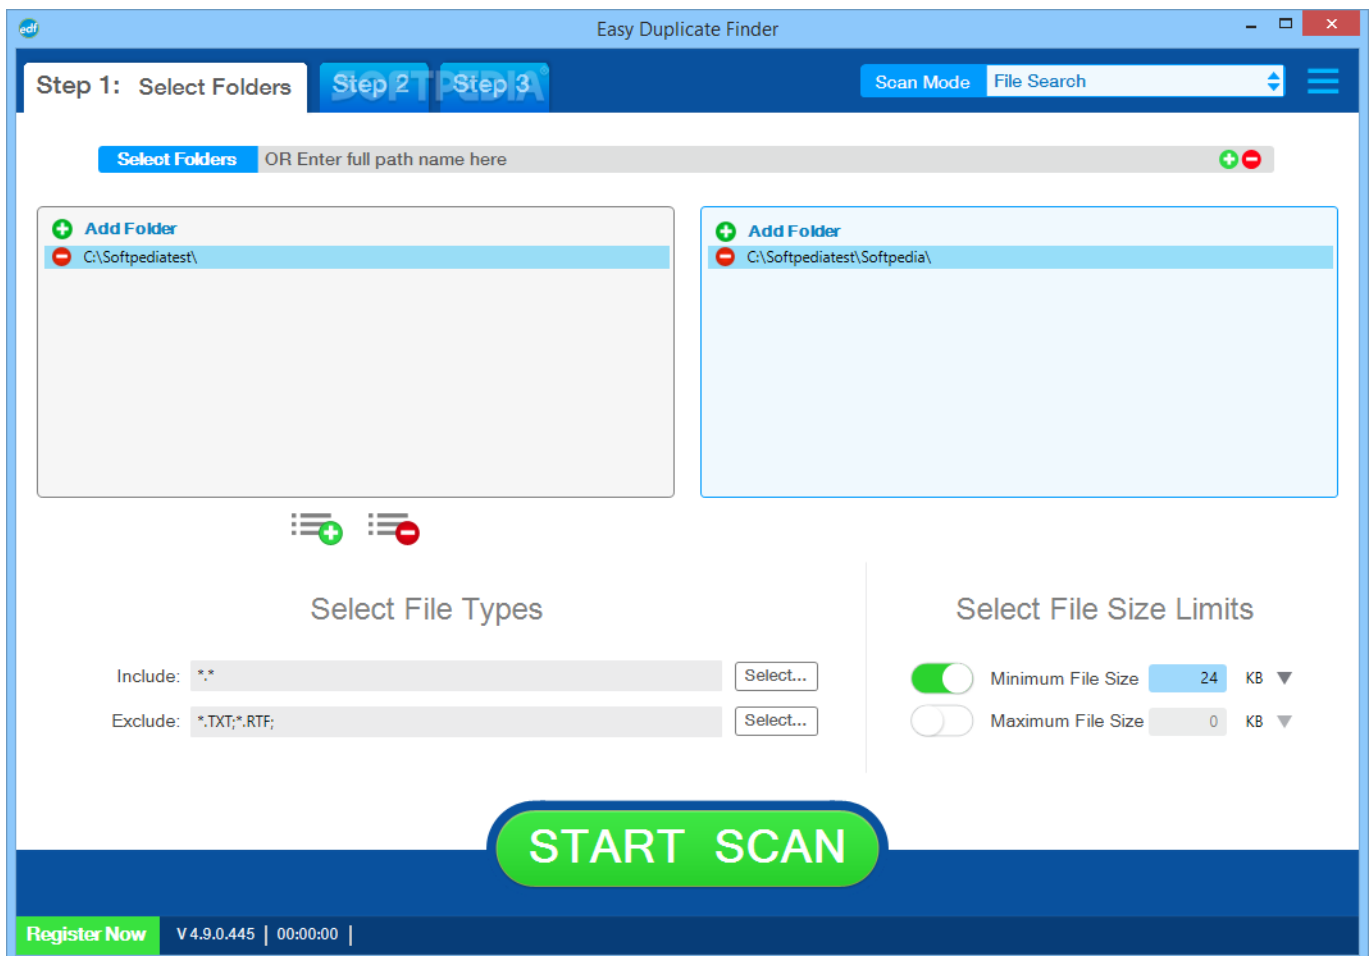 edf
Easy Duplicate Finder
Step 1: Select Folders
Step 2
Step 3
SOFTPEDIA®
Scan Mode
File Search
Select Folders
OR Enter full path name here
Add Folder
C:\Softpediatest\
Add Folder
C:\Softpediatest\Softpedia\
Select File Types
Include: *.* Select...
Exclude: *.TXT;*.RTF; Select...
Select File Size Limits
Minimum File Size 24 KB
Maximum File Size 0 KB
START SCAN
Register Now V 4.9.0.445 | 00:00:00 |